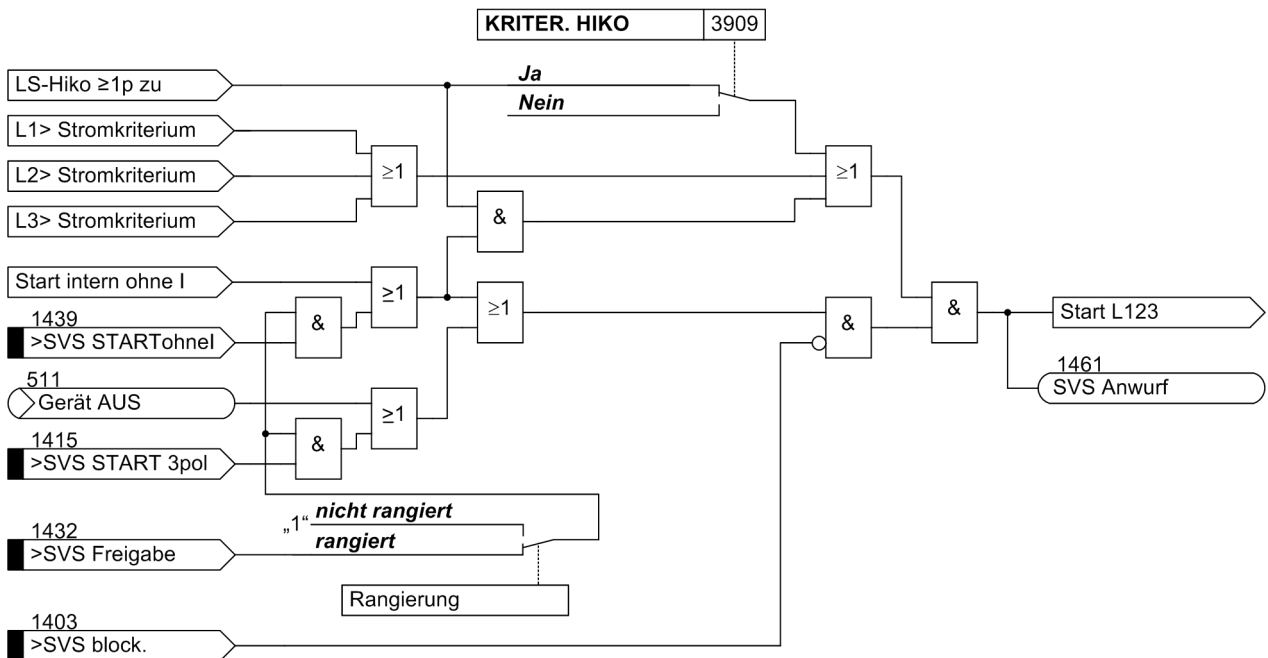 KRITER. HIKO 3909
LS-Hiko ≥1p zu
Ja
Nein
L1> Stromkriterium
L2> Stromkriterium
L3> Stromkriterium
≥1
≥1
&
Start intern ohne I
≥1
≥1
1439
>SVS STARTohneI
&
&
&
Start L123
1461
SVS Anwurf
511
Gerät AUS
≥1
1415
>SVS START 3pol
&
„1“
nicht rangiert
rangiert
1432
>SVS Freigabe
Rangierung
1403
>SVS block.